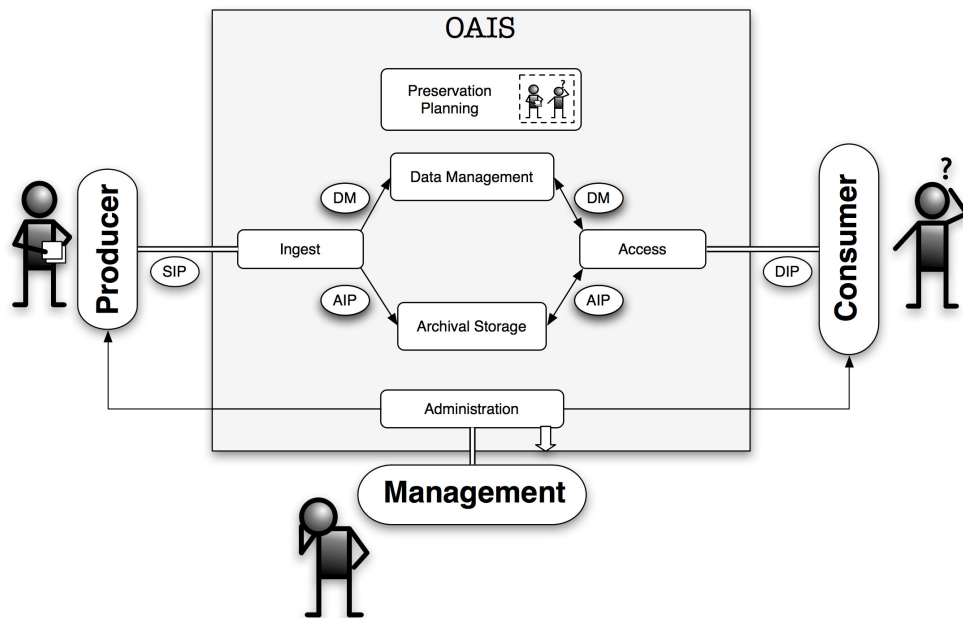 OAIS
Preservation
Planning
?
Data Management
DM
DM
Producer
SIP
Ingest
Access
DIP
Consumer
?
AIP
AIP
Archival Storage
Administration
Management